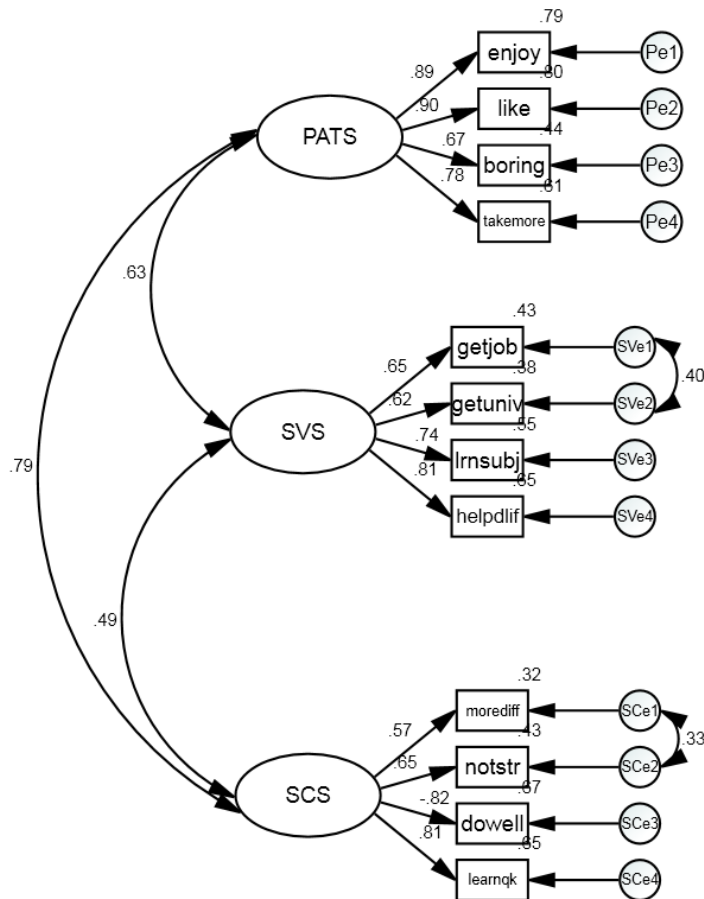 .79
enjoy
Pe1
.89
.80
like
Pe2
.90
.44
PATS
.67
boring
Pe3
.61
.78
takemore
Pe4
.63
.43
getjob
SVe1
.65
.38
.40
getuniv
SVe2
.62
.55
SVS
.74
lrnsubj
SVe3
.79
.81
.65
helpdlif
SVe4
.49
.32
morediff
SCe1
.57
.43
.33
notstr
SCe2
.65
.67
SCS
-.82
dowell
SCe3
.81
.65
learnqk
SCe4